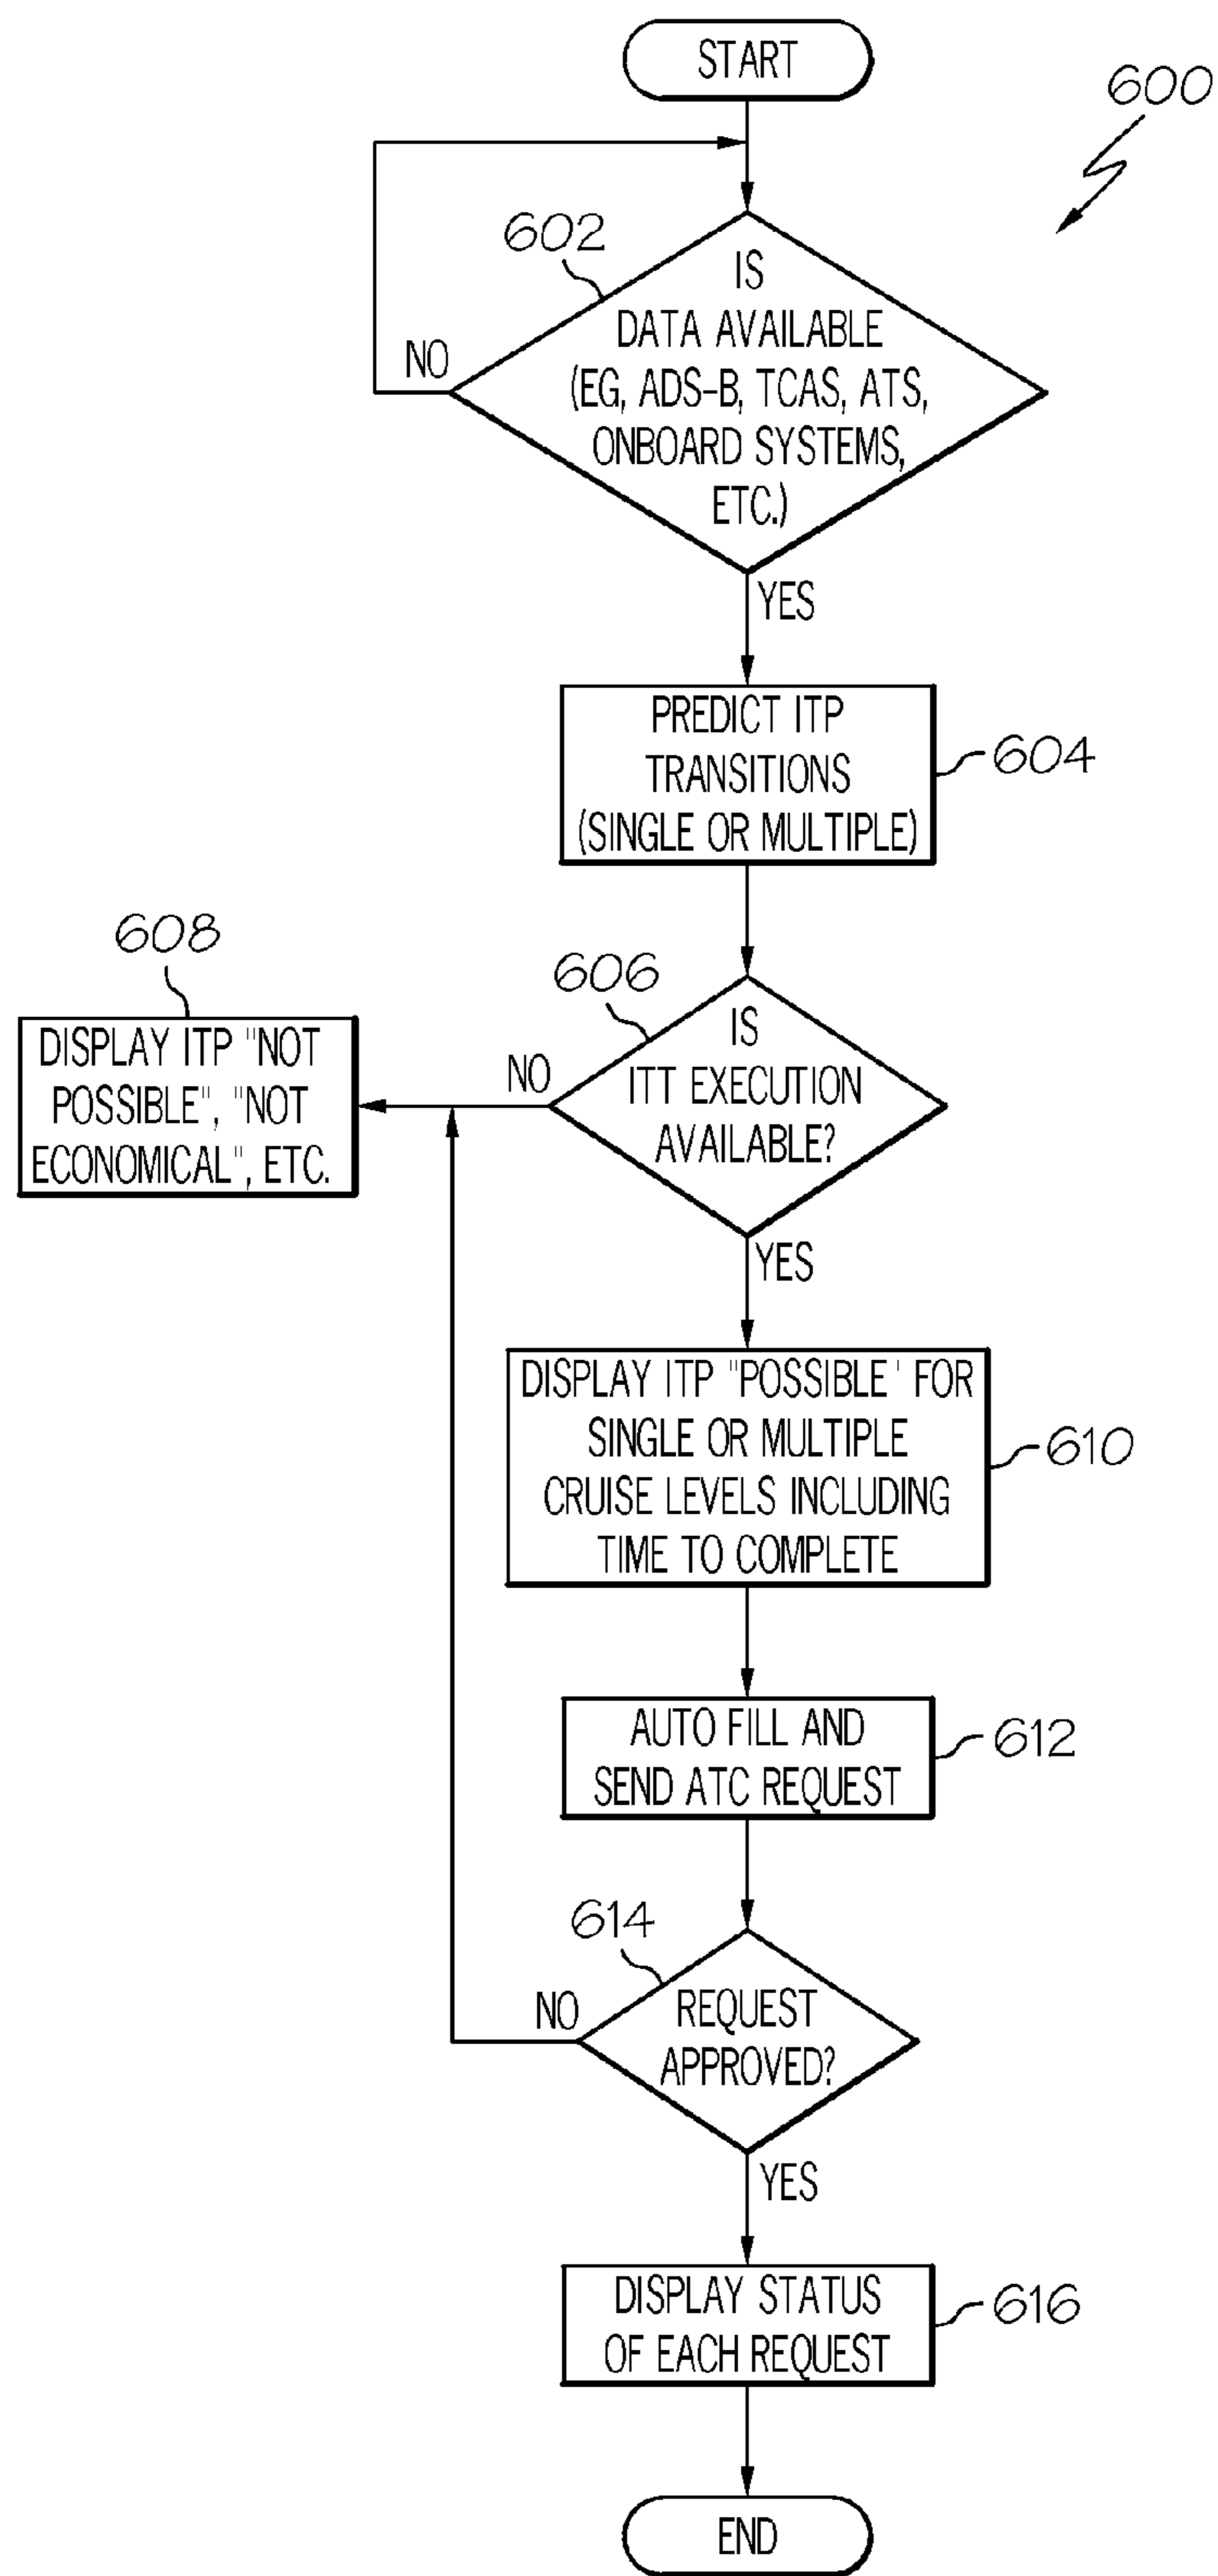 START
600
602
IS
DATA AVAILABLE
(EG, ADS-B, TCAS, ATS,
ONBOARD SYSTEMS,
ETC.)
NO
YES
PREDICT ITP
TRANSITIONS
(SINGLE OR MULTIPLE)
604
608
DISPLAY ITP "NOT
POSSIBLE", "NOT
ECONOMICAL", ETC.
606
NO
IS
ITT EXECUTION
AVAILABLE?
YES
DISPLAY ITP "POSSIBLE' FOR
SINGLE OR MULTIPLE
CRUISE LEVELS INCLUDING
TIME TO COMPLETE
610
AUTO FILL AND
SEND ATC REQUEST
612
614
NO
REQUEST
APPROVED?
YES
DISPLAY STATUS
OF EACH REQUEST
616
END